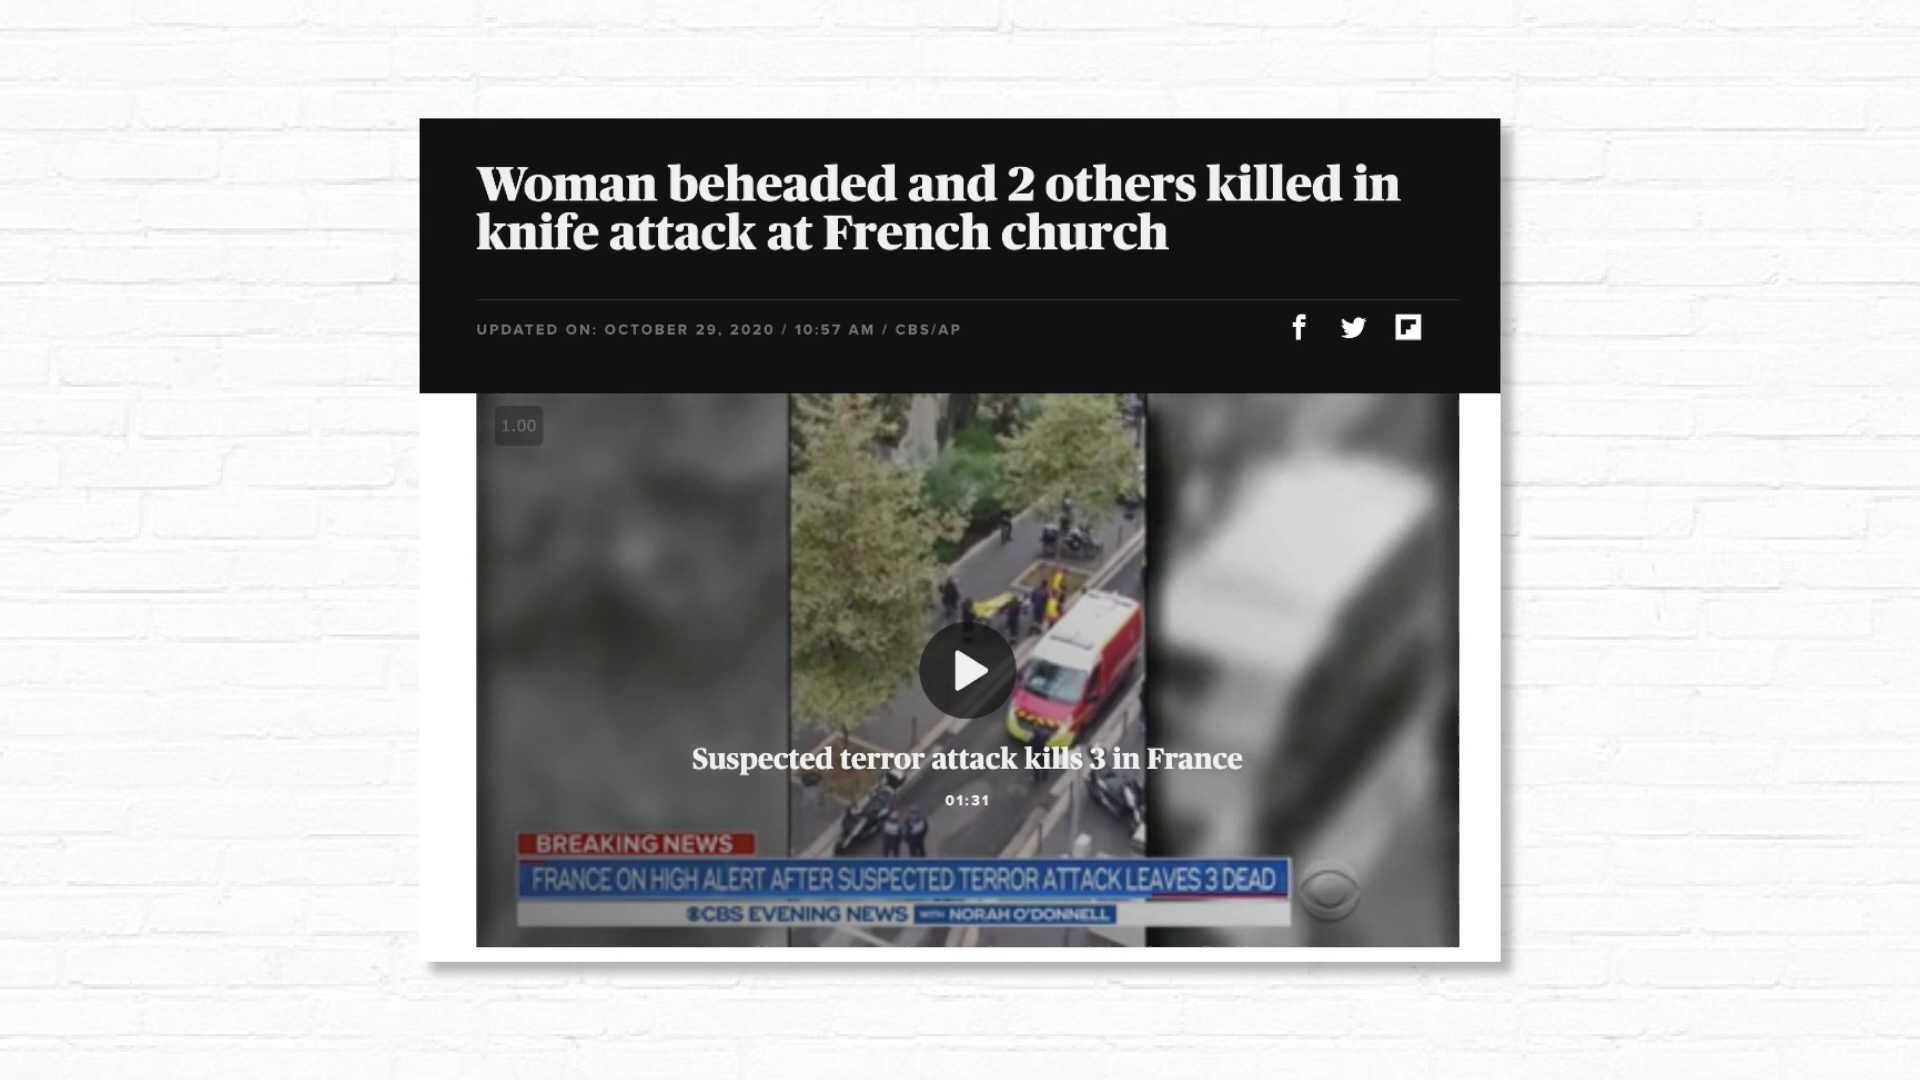 Woman beheaded and 2 others killed in
knife attack at French church
UPDATED ON: OCTOBER 29, 2020 / 10:57 AM / CBS/AP
1.00
Suspected terror attack kills 3 in France
01:31
BREAKING NEWS
FRANCE ON HIGH ALERT AFTER SUSPECTED TERROR ATTACK LEAVES 3 DEAD
CBS EVENING NEWS WITH NORAH O'DONNELL